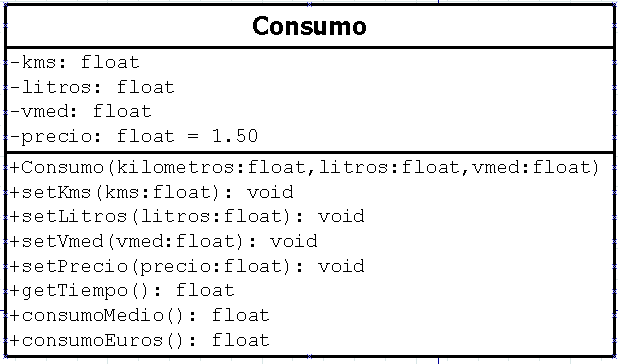 Consumo
-kms: float
-litros: float
-vmed: float
-precio: float = 1.50
+Consumo(kilometros:float,litros:float,vmed:float)
+setKms(kms:float): void
+setLitros(litros:float): void
+setVmed(vmed:float): void
+setPrecio(precio:float): void
+getTiempo(): float
+consumoMedio(): float
+consumoEuros(): float